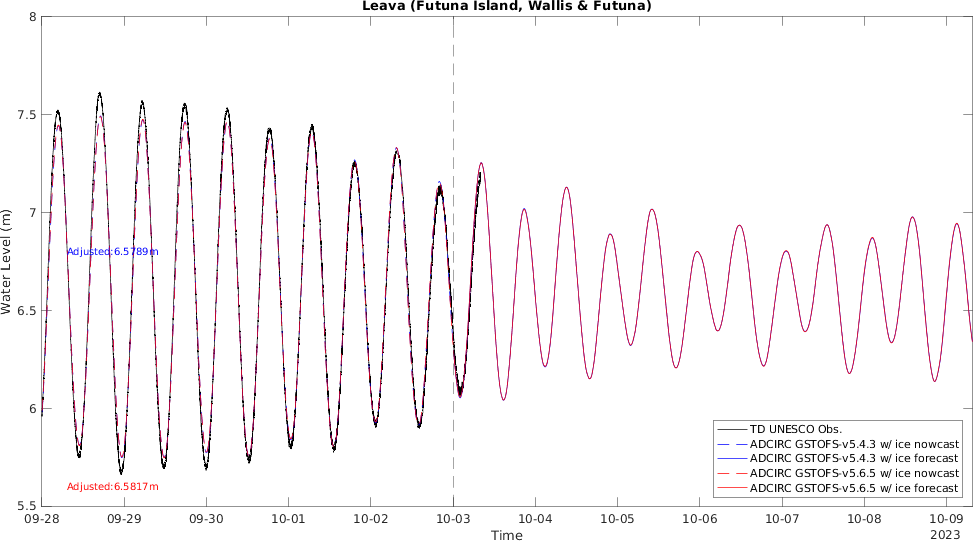 Leava (Futuna Island, Wallis & Futuna)
8
7.5
7
6.5
6
5.5
Water Level (m)
Adjusted:6.5789m
Adjusted:6.5817m
TD UNESCO Obs.
ADCIRC GSTOFS-v5.4.3 w/ ice nowcast
ADCIRC GSTOFS-v5.4.3 w/ ice forecast
ADCIRC GSTOFS-v5.6.5 w/ ice nowcast
ADCIRC GSTOFS-v5.6.5 w/ ice forecast
09-28 09-29 09-30 10-01 10-02 10-03 10-04 10-05 10-06 10-07 10-08 10-09
Time
2023